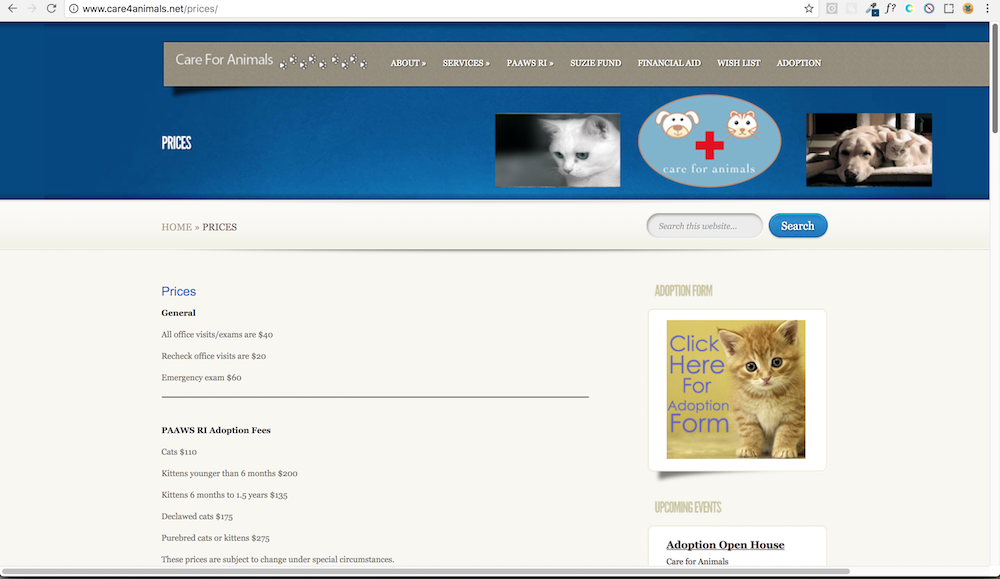 www.care4animals.net/prices/
Care For Animals
ABOUT »
SERVICES »
PAAWS RI »
SUZIE FUND
FINANCIAL AID
WISH LIST
ADOPTION
PRICES
care for animals
HOME » PRICES
Search this website...
Search
Prices
General
All office visits/exams are $40
Recheck office visits are $20
Emergency exam $60
PAAWS RI Adoption Fees
Cats $110
Kittens younger than 6 months $200
Kittens 6 months to 1.5 years $135
Declawed cats $175
Purebred cats or kittens $275
These prices are subject to change under special circumstances.
ADOPTION FORM
Click
Here
For
Adoption
Form
UPCOMING EVENTS
Adoption Open House
Care for Animals